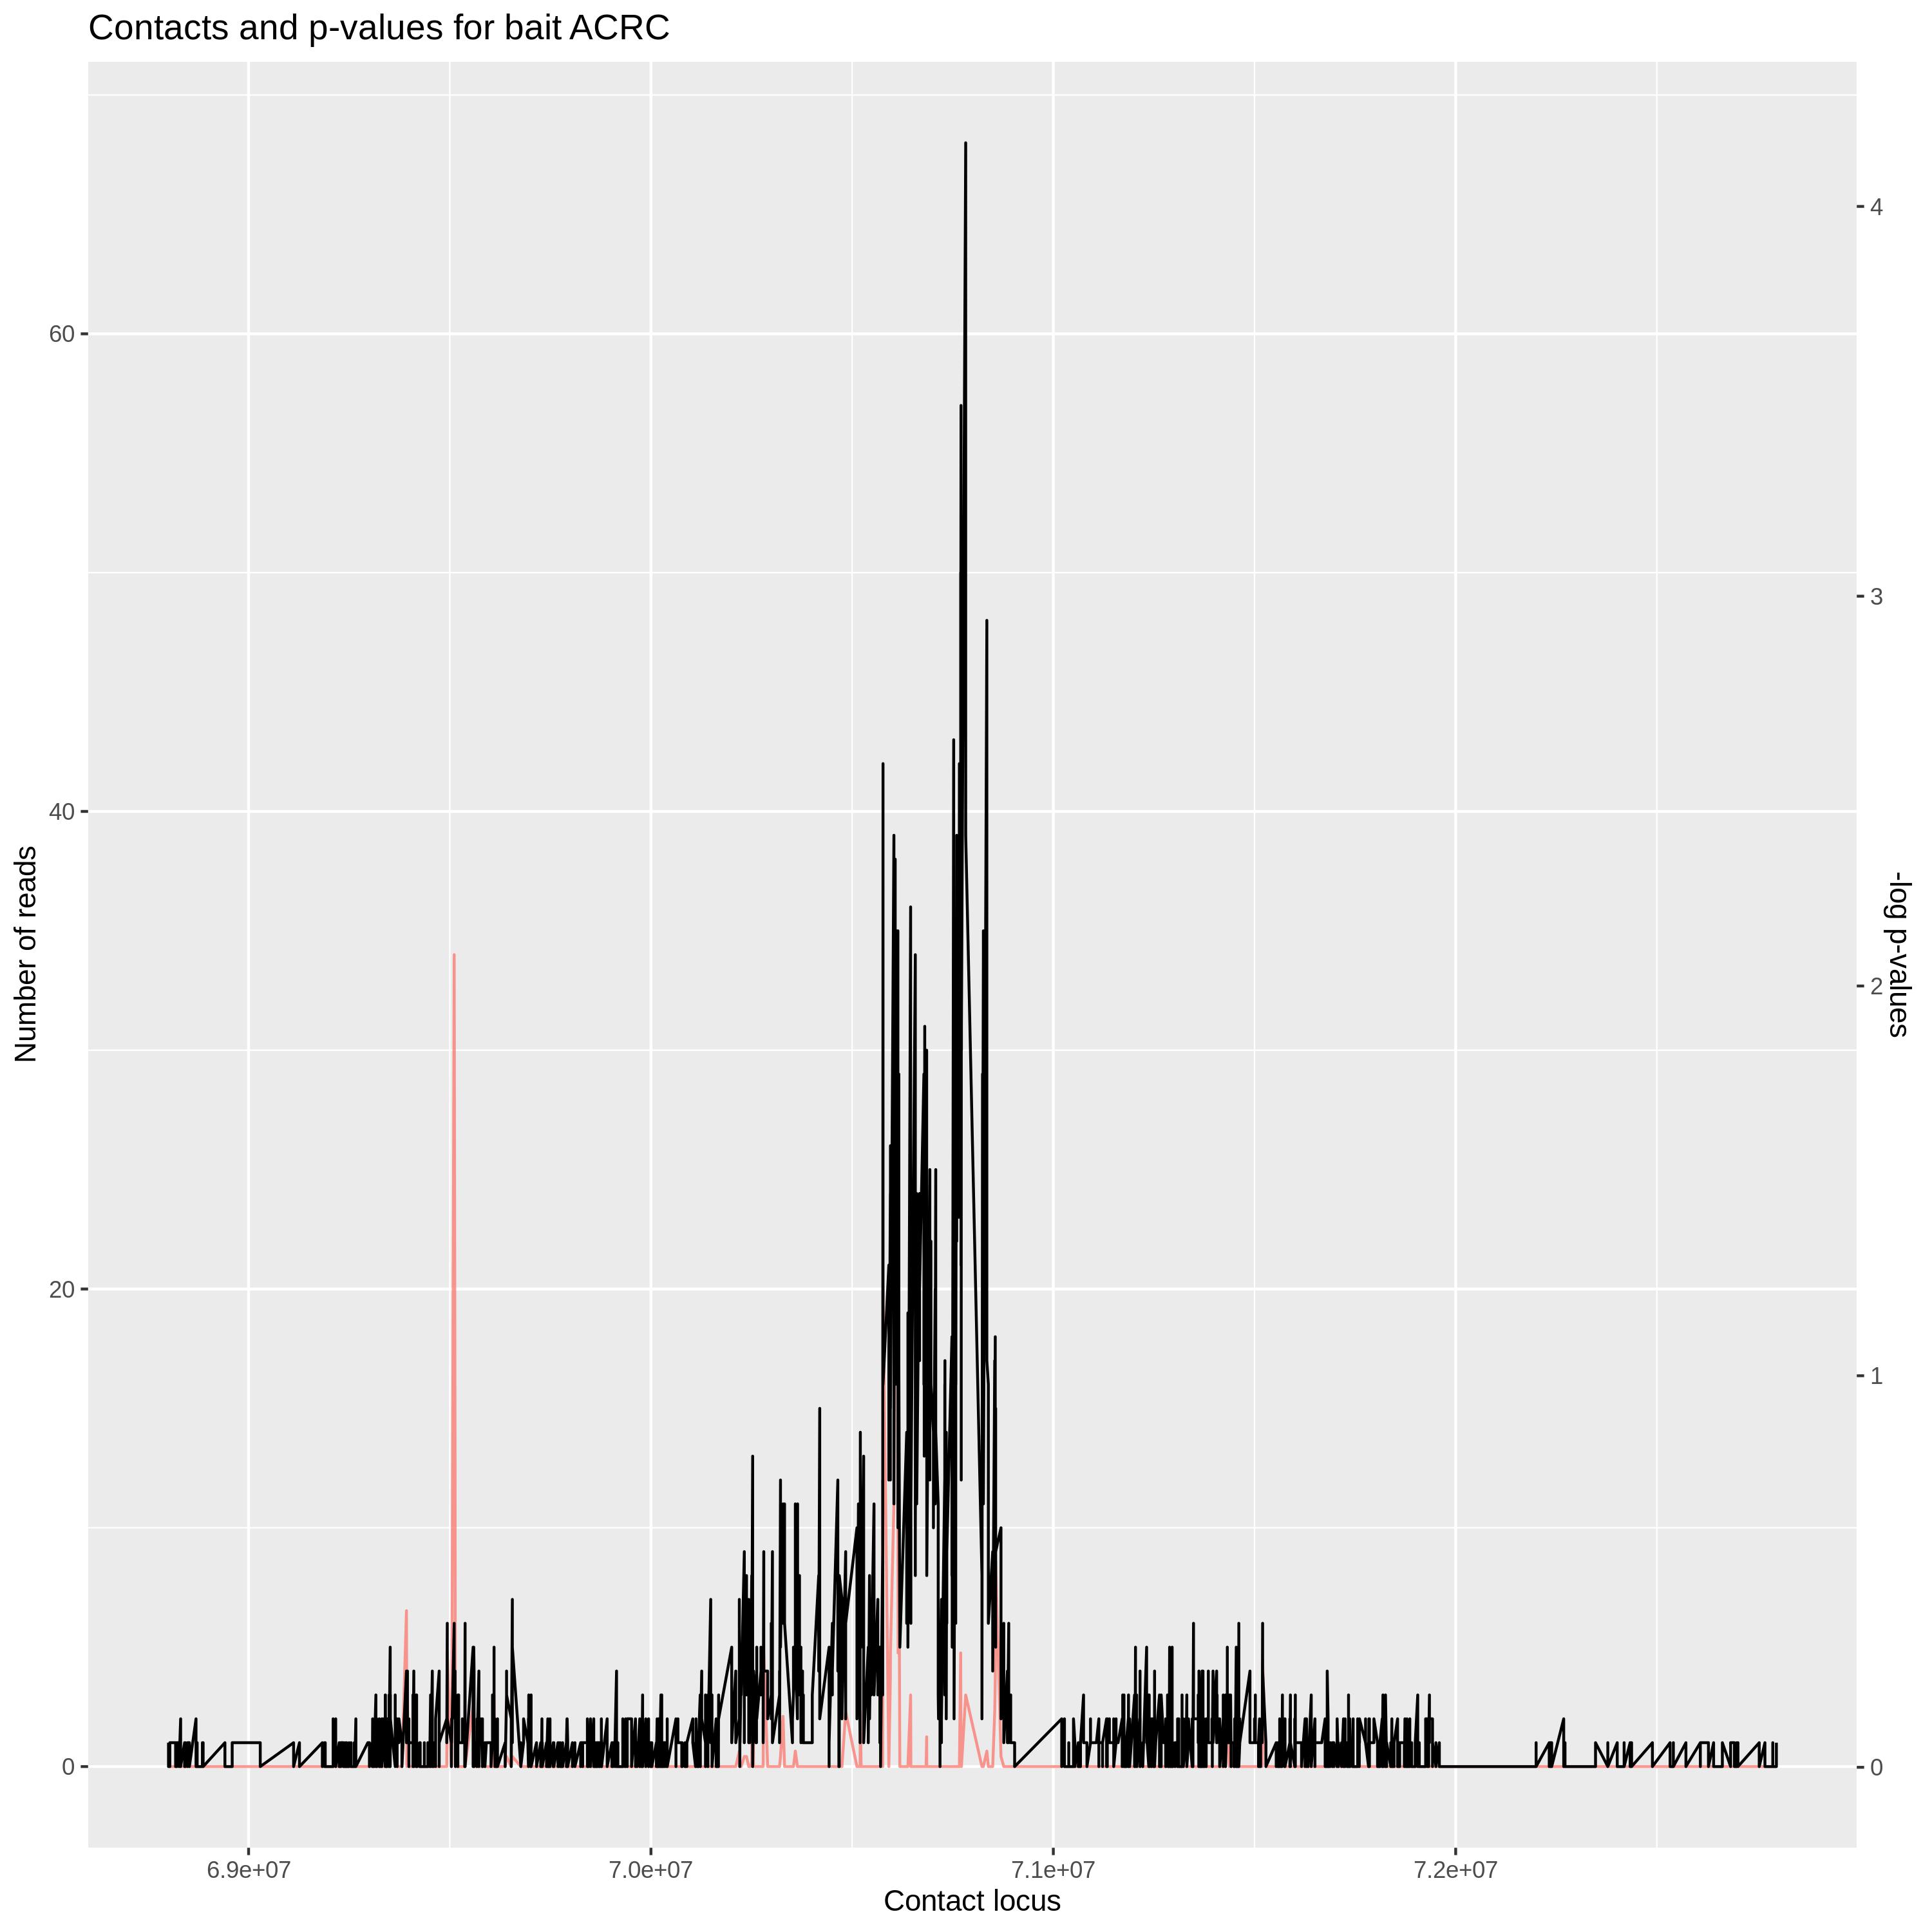 Contacts and p-values for bait ACRC
Number of reads
60
40
20
0
4
3
2
1
0
-log p-values
6.9e+07 7.0e+07 7.1e+07 7.2e+07
Contact locus